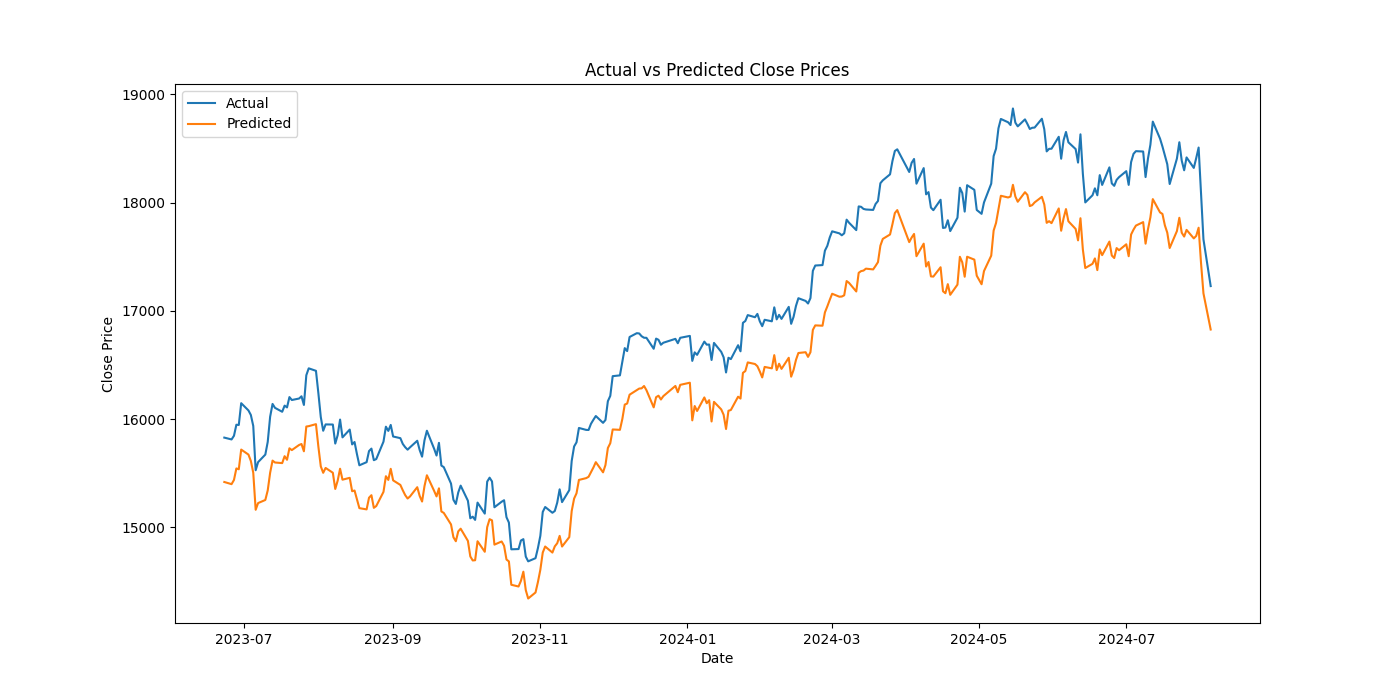 Actual vs Predicted Close Prices
Actual
Predicted
19000
18000
17000
16000
15000
Close Price
2023-07 2023-09 2023-11 2024-01 2024-03 2024-05 2024-07
Date